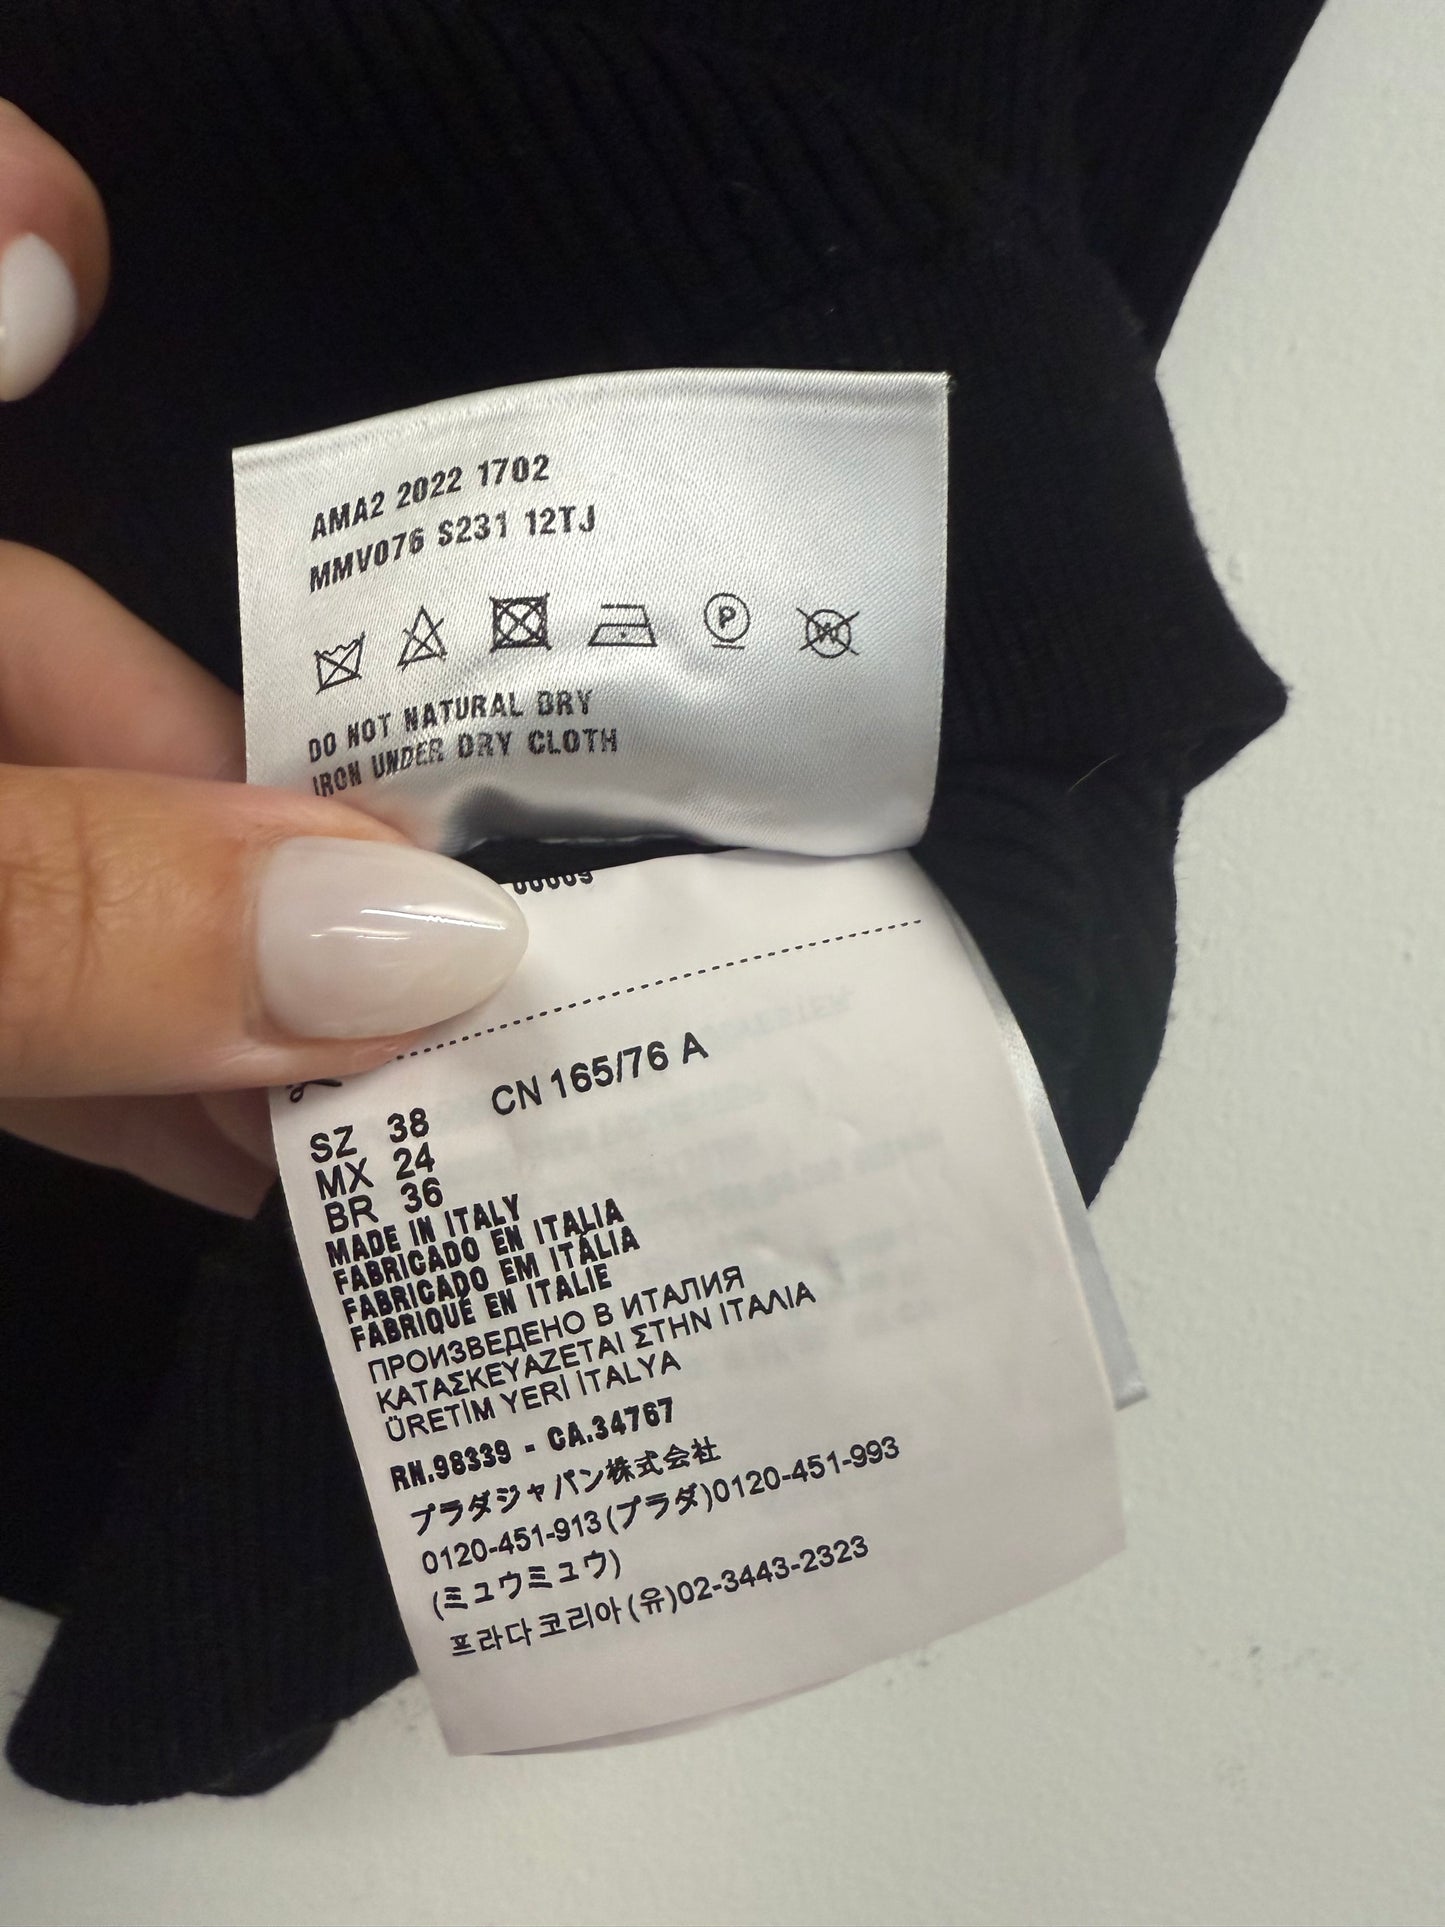 AMA2 2022 1702
MMV076 S231 12TJ
P
W
DO NOT NATURAL DRY
IRON UNDER DRY CLOTH
CN 165/76 A
SZ 38
MX 24
BR 36
MADE IN ITALY
FABRICADO EN ITALIA
FABRICADO EM ITÁLIA
FABRIQUÉ EN ITALIE
ПРОИЗВЕДЕНО В ИТАЛИЯ
ΚΑΤΑΣΚΕΥΑΖΕΤΑΙ ΣΤΗΝ ΙΤΑΛΙΑ
ÜRETİM YERİ İTALYA
RN.98339 - CA.34767
プラダジャパン株式会社
0120-451-913(プラダ)0120-451-993
(ミュウミュウ)
프라다코리아(유)02-3443-2323